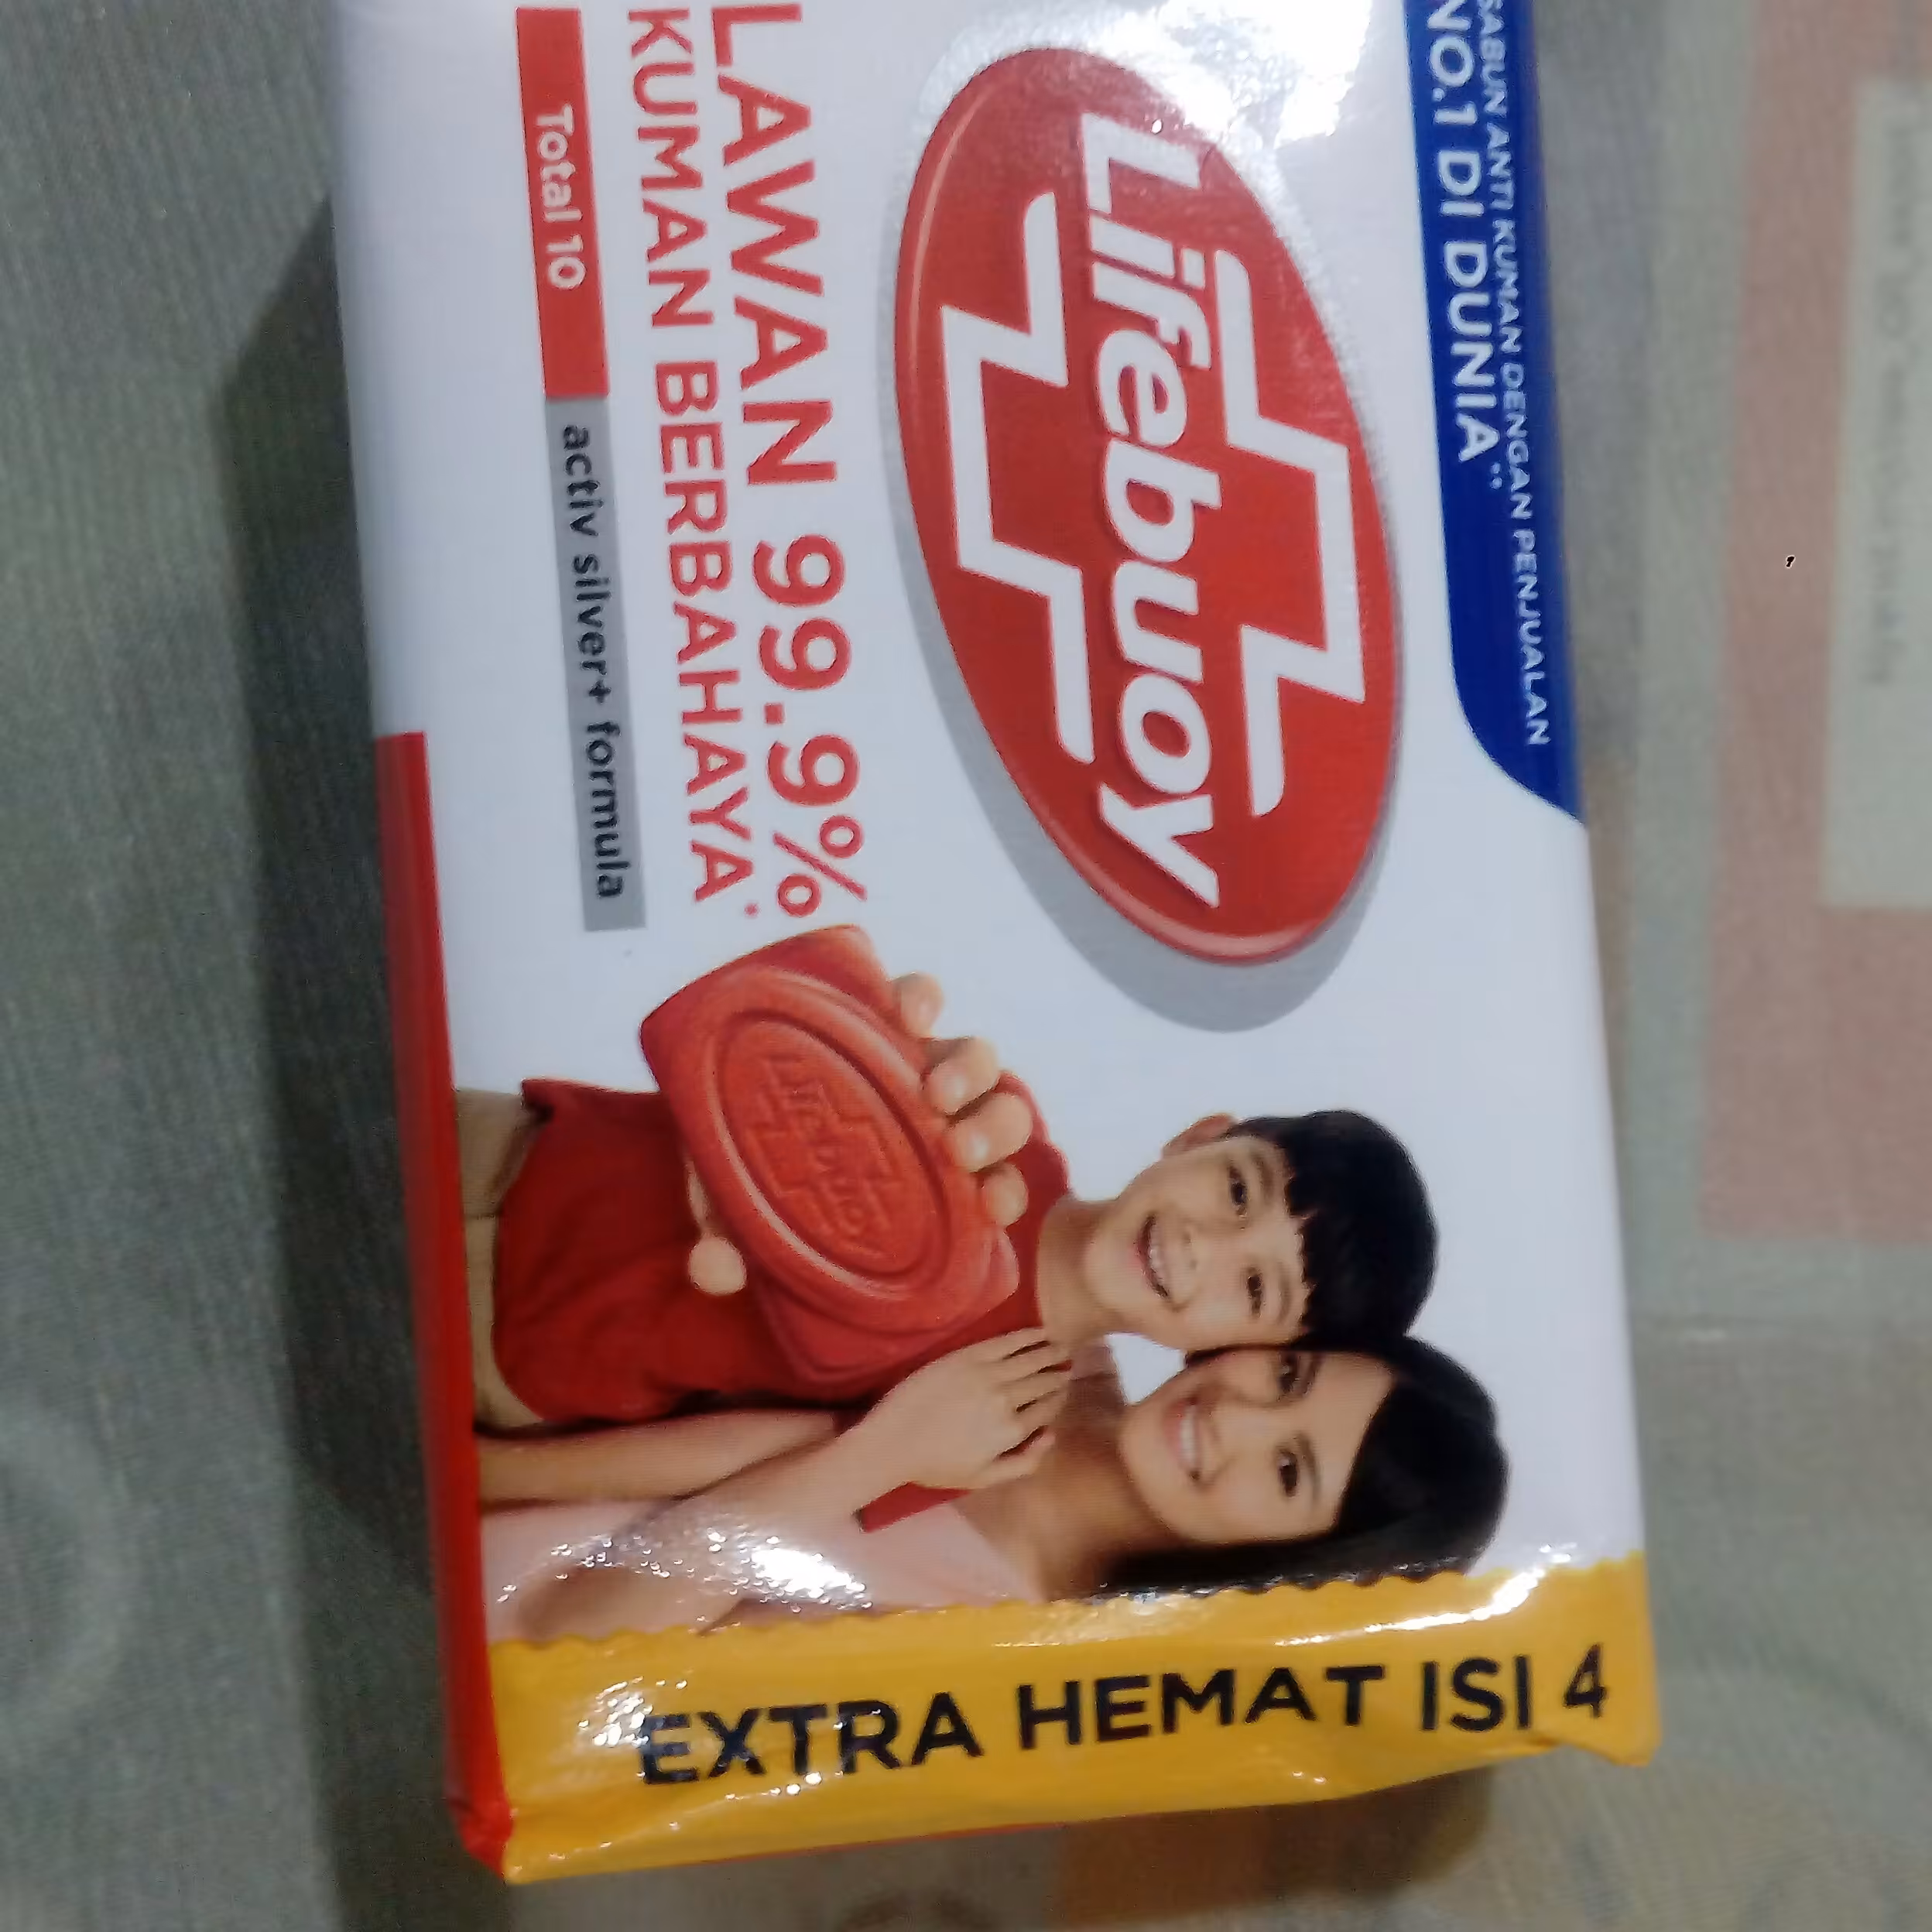 SABUN ANTI KUMAN DENGAN PENJUALAN
NO.1 DI DUNIA**
Lifebuoy
LAWAN 99.9%
KUMAN BERBAHAYA*
Total 10 activ silver+ formula
Lifebuoy
EXTRA HEMAT ISI 4